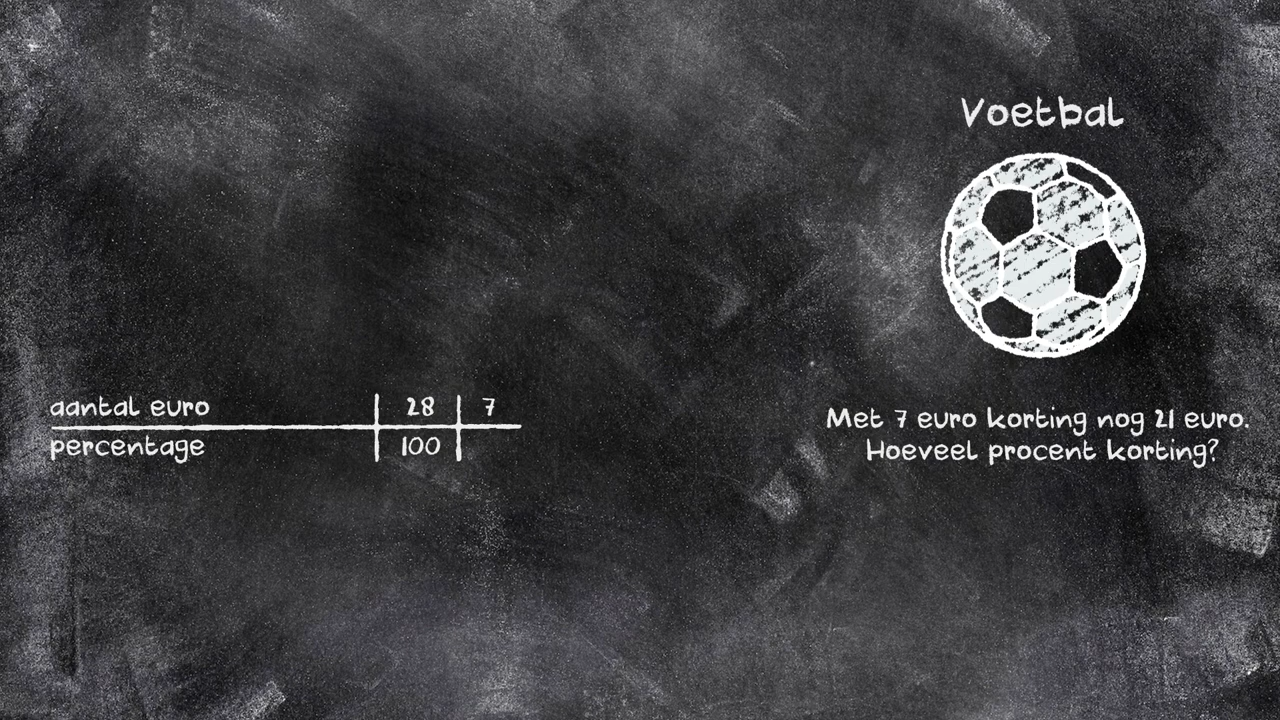 Voetbal
aantal euro 28 7
percentage 100
Met 7 euro korting nog 21 euro.
Hoeveel procent korting?